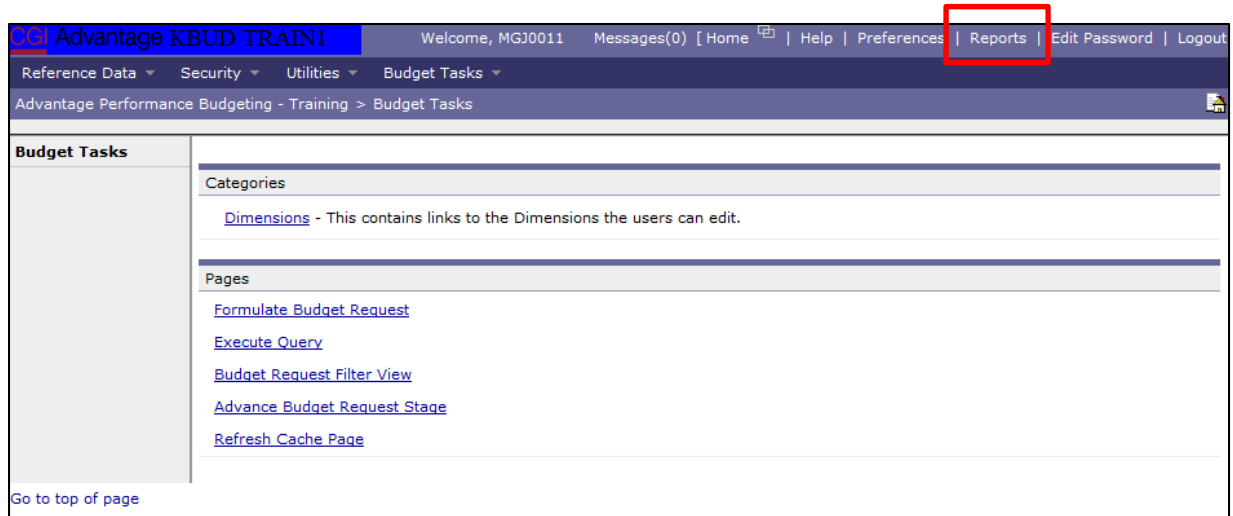 CGI Advantage KBUD TRAIN1 Welcome, MGJ0011 Messages(0) [ Home | Help | Preferences | Reports | Edit Password | Logout
Reference Data Security Utilities Budget Tasks
Advantage Performance Budgeting - Training > Budget Tasks
Budget Tasks
Categories
Dimensions - This contains links to the Dimensions the users can edit.
Pages
Formulate Budget Request
Execute Query
Budget Request Filter View
Advance Budget Request Stage
Refresh Cache Page
Go to top of page